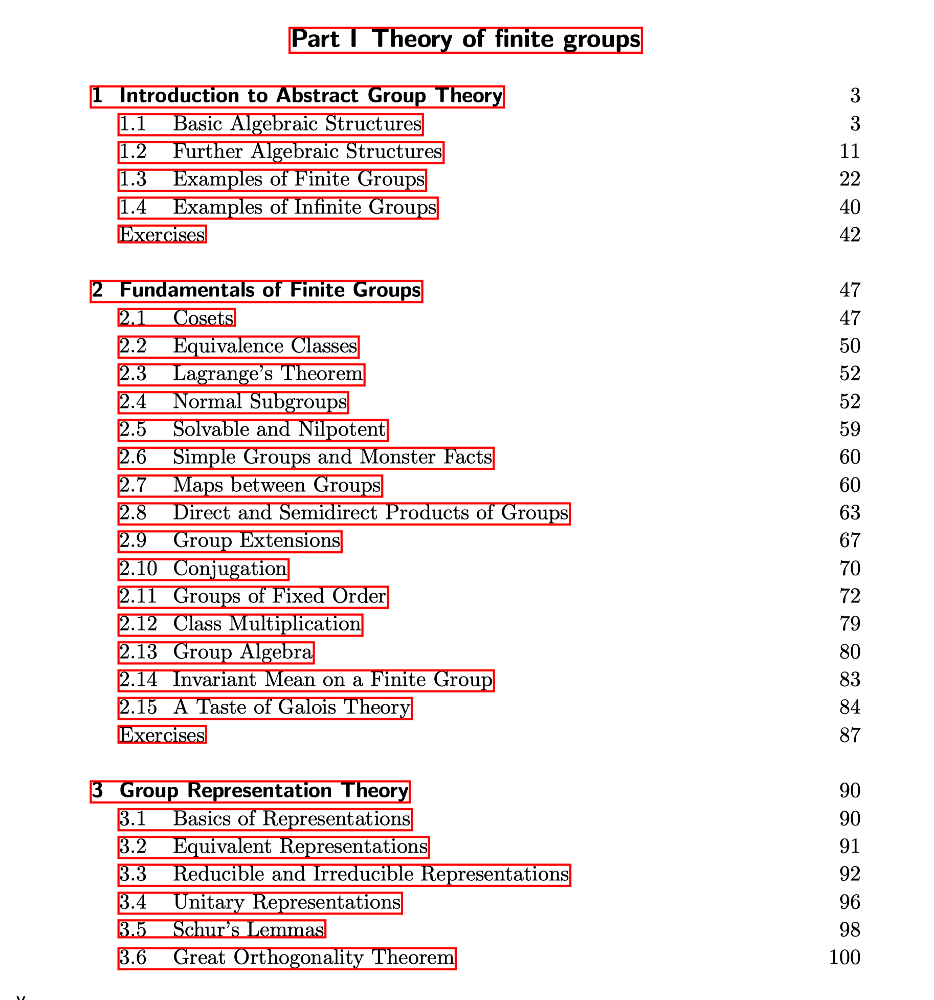 Part I Theory of finite groups
1 Introduction to Abstract Group Theory 3
1.1 Basic Algebraic Structures 3
1.2 Further Algebraic Structures 11
1.3 Examples of Finite Groups 22
1.4 Examples of Infinite Groups 40
Exercises 42
2 Fundamentals of Finite Groups 47
2.1 Cosets 47
2.2 Equivalence Classes 50
2.3 Lagrange's Theorem 52
2.4 Normal Subgroups 52
2.5 Solvable and Nilpotent 59
2.6 Simple Groups and Monster Facts 60
2.7 Maps between Groups 60
2.8 Direct and Semidirect Products of Groups 63
2.9 Group Extensions 67
2.10 Conjugation 70
2.11 Groups of Fixed Order 72
2.12 Class Multiplication 79
2.13 Group Algebra 80
2.14 Invariant Mean on a Finite Group 83
2.15 A Taste of Galois Theory 84
Exercises 87
3 Group Representation Theory 90
3.1 Basics of Representations 90
3.2 Equivalent Representations 91
3.3 Reducible and Irreducible Representations 92
3.4 Unitary Representations 96
3.5 Schur's Lemmas 98
3.6 Great Orthogonality Theorem 100